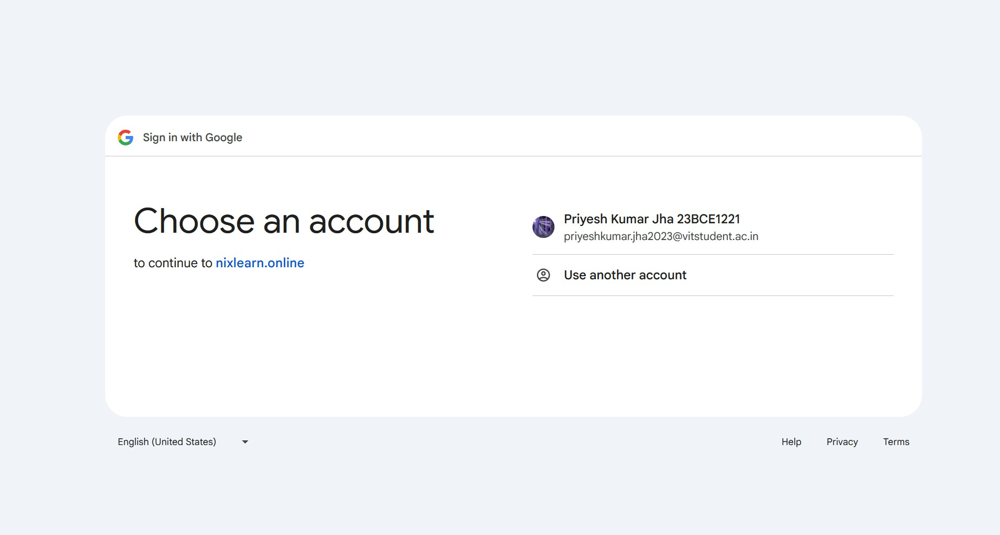 Sign in with Google
Choose an account
to continue to nixlearn.online
Priyesh Kumar Jha 23BCE1221
priyeshkumar.jha2023@vitstudent.ac.in
Use another account
English (United States)
Help
Privacy
Terms